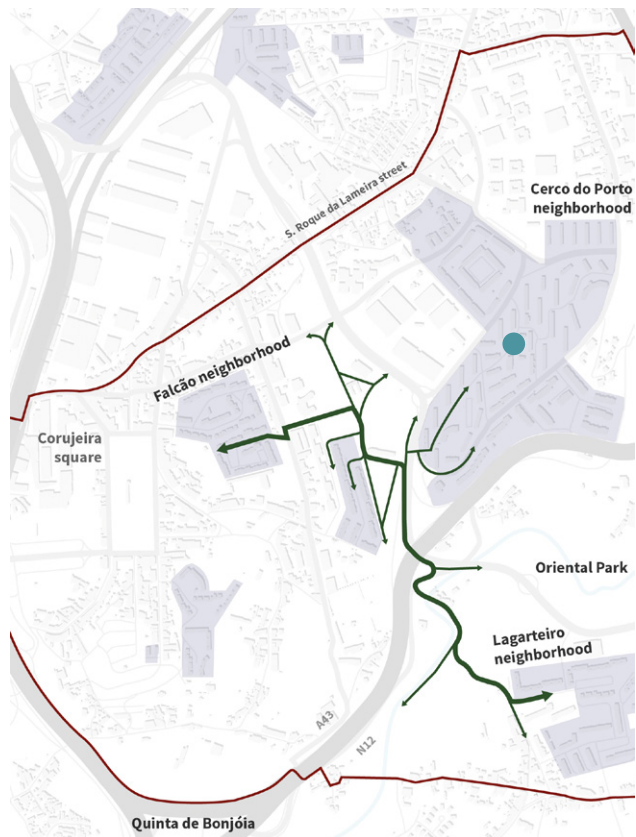 S. Roque da Lameira street
Cerco do Porto
neighborhood
Falcão neighborhood
Corujeira
square
Oriental Park
Lagarteiro
neighborhood
A43
N12
Quinta de Bonjóia